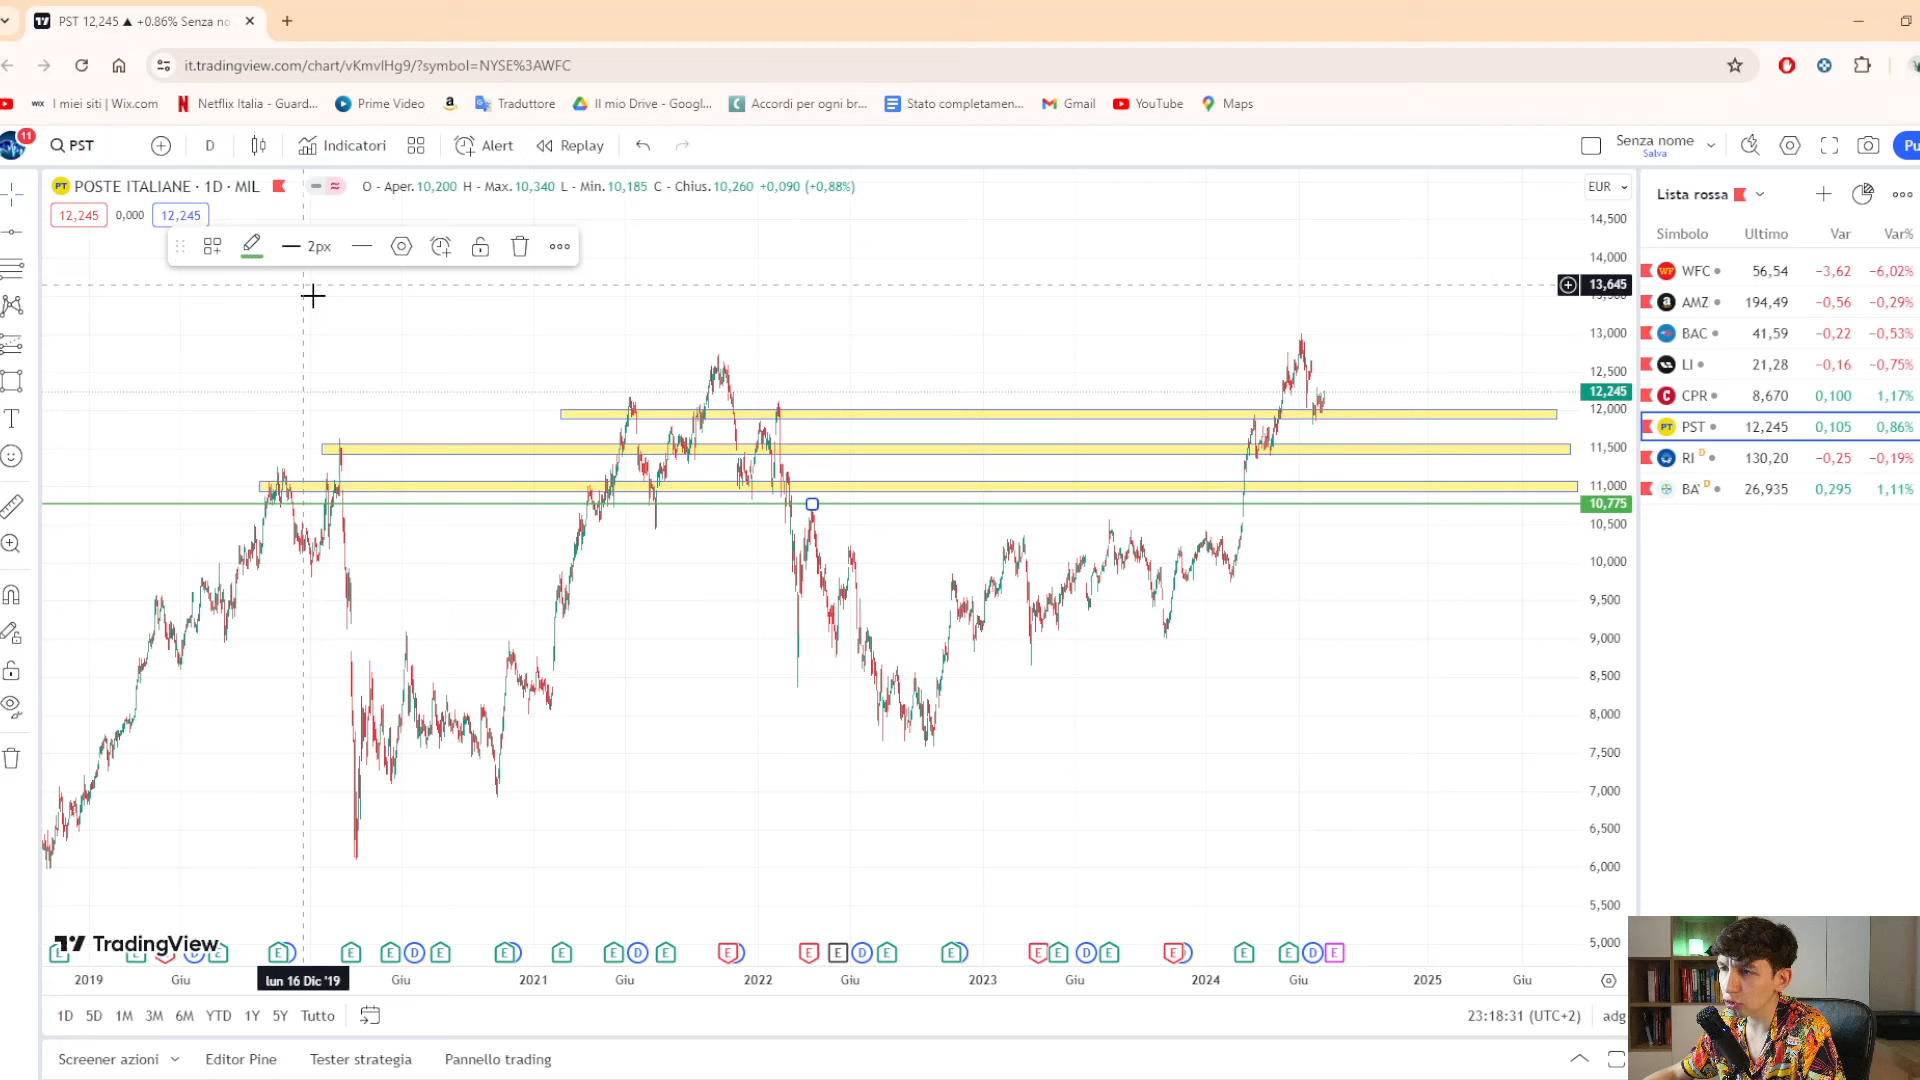 PST 12,245 ▲ +0.86% Senza no
it.tradingview.com/chart/vKmvIHg9/?symbol=NYSE%3AWFC
I miei siti | Wix.com
Netflix Italia - Guard...
Prime Video
Traduttore
Il mio Drive - Googl...
Accordi per ogni br...
Stato completamen...
Gmail
YouTube
Maps
11
PST
D
Indicatori
Alert
Replay
Senza nome
Salva
Pu
PT POSTE ITALIANE · 1D · MIL
O - Aper. 10,200 H - Max. 10,340 L - Min. 10,185 C - Chius. 10,260 +0,090 (+0,88%)
12,245 0,000 12,245
2px
EUR
14,500
14,000
13,645
13,000
12,500
12,245
12,000
11,500
11,000
10,775
10,500
10,000
9,500
9,000
8,500
8,000
7,500
7,000
6,500
6,000
5,500
5,000
Lista rossa
Simbolo Ultimo Var Var%
WFC 56,54 −3,62 −6,02%
AMZ 194,49 −0,56 −0,29%
BAC 41,59 −0,22 −0,53%
LI 21,28 −0,16 −0,75%
CPR 8,670 0,100 1,17%
PT PST 12,245 0,105 0,86%
RI D 130,20 −0,25 −0,19%
BA' D 26,935 0,295 1,11%
TradingView
E E D E E D E E D E E D E E D E E D E E D E E D E E D E E D E
2019 Giu lun 16 Dic '19 Giu 2021 Giu 2022 Giu 2023 Giu 2024 Giu 2025 Giu
1D 5D 1M 3M 6M YTD 1Y 5Y Tutto
23:18:31 (UTC+2)
adg
Screener azioni
Editor Pine
Tester strategia
Pannello trading